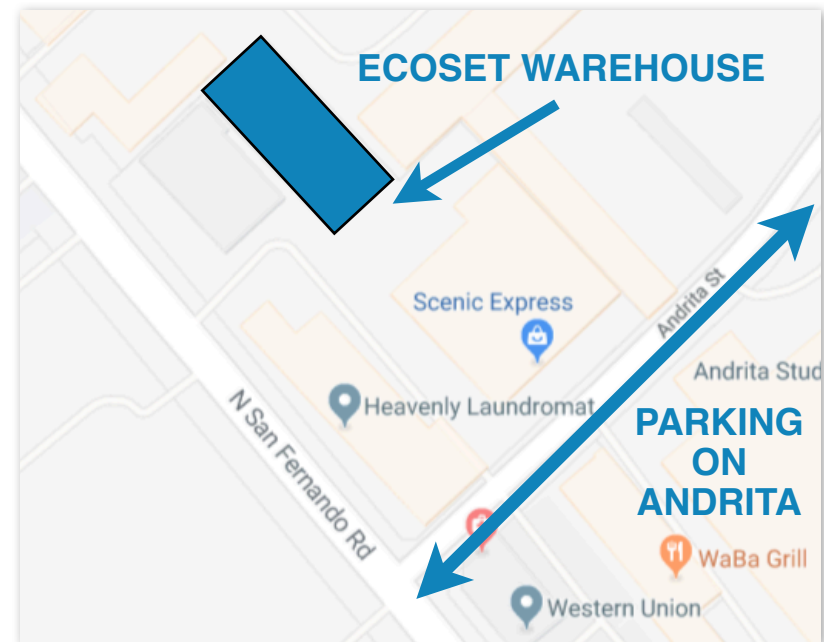 ECOSET WAREHOUSE
Andrita St
Scenic Express
Andrita Stud
Heavenly Laundromat
N San Fernando Rd
PARKING
ON
ANDRITA
WaBa Grill
Western Union